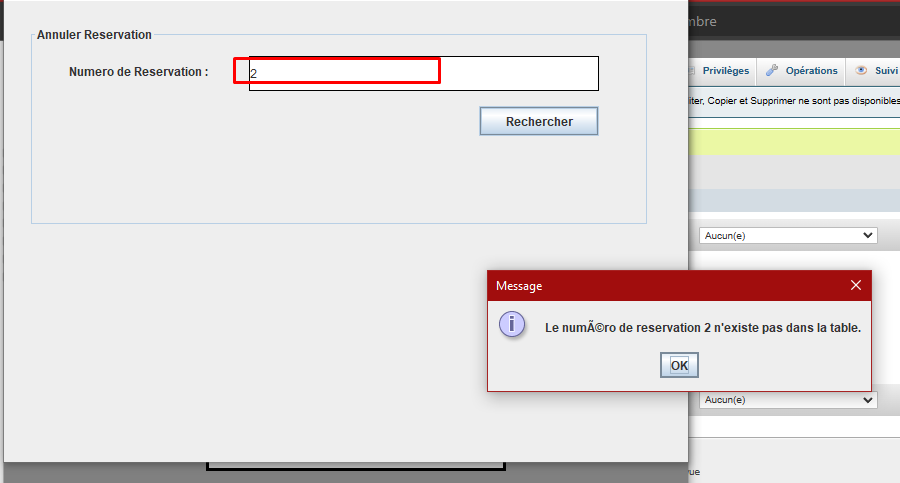 mbre
Annuler Reservation
Numero de Reservation :
2
Rechercher
Privilèges
Opérations
Suivi
iter, Copier et Supprimer ne sont pas disponibles
Aucun(e)
Message
Le numÃ©ro de reservation 2 n'existe pas dans la table.
OK
Aucun(e)
vue